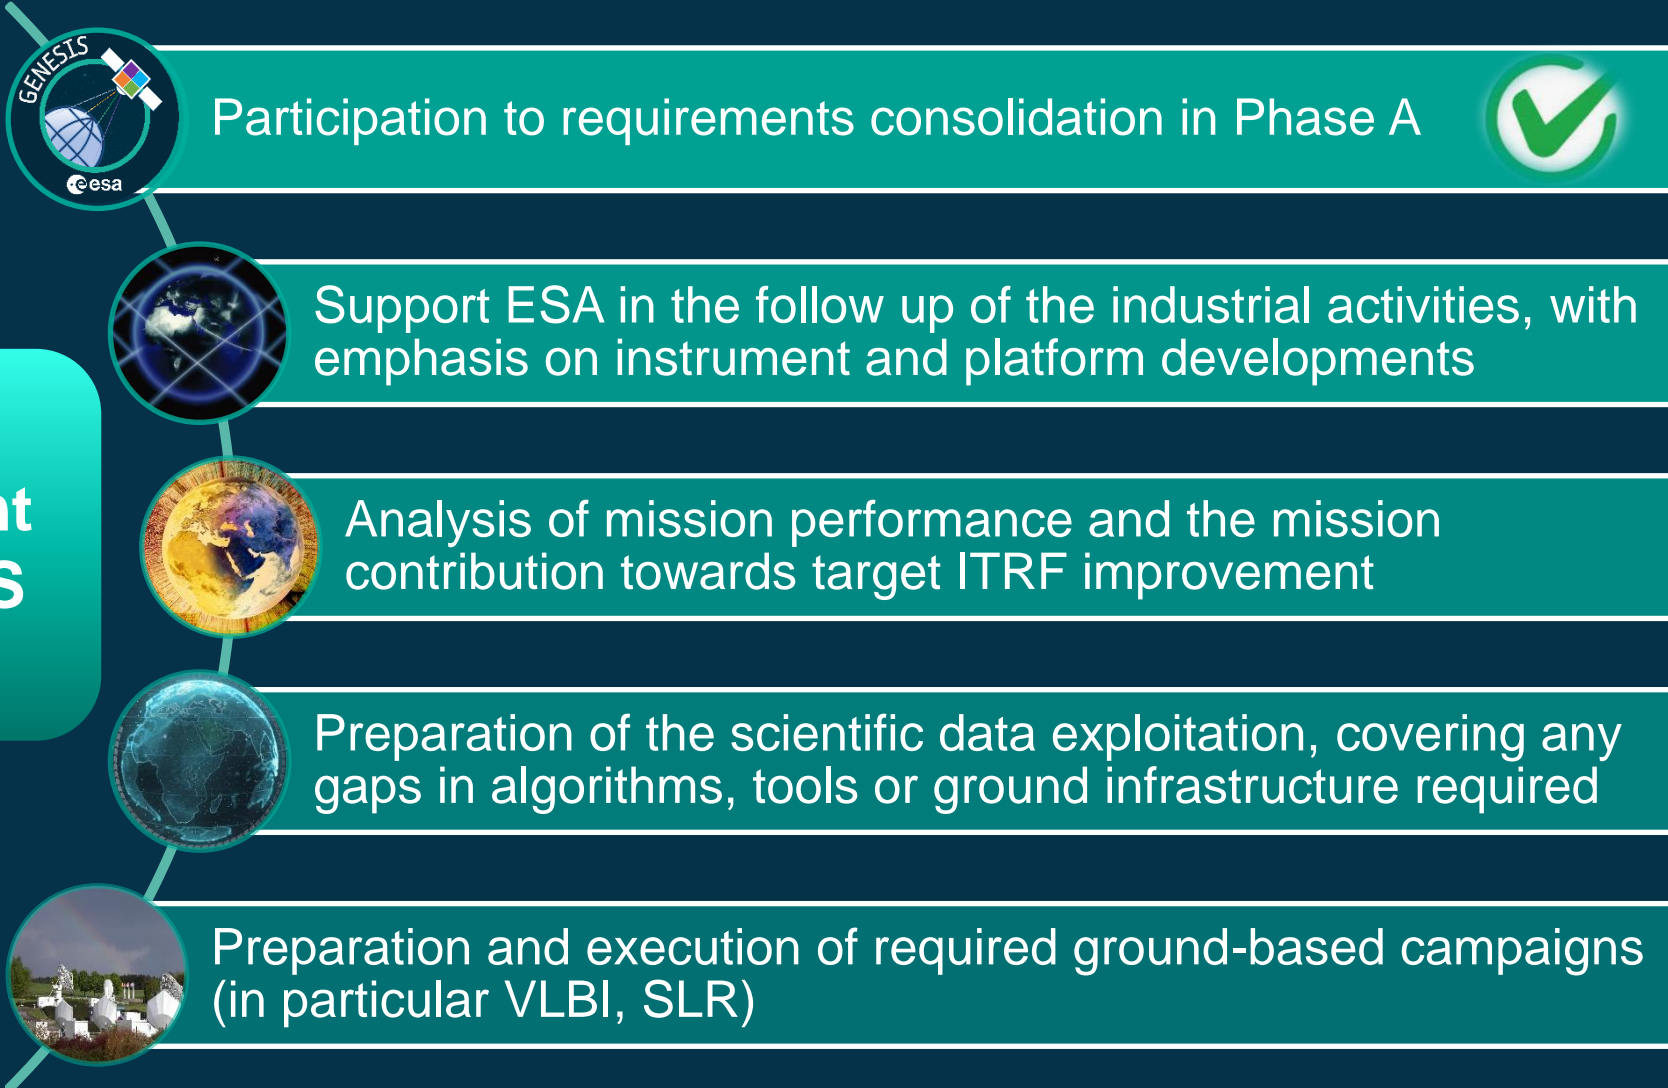 GENESIS
esa
Participation to requirements consolidation in Phase A
Support ESA in the follow up of the industrial activities, with
emphasis on instrument and platform developments
nt
S
Analysis of mission performance and the mission
contribution towards target ITRF improvement
Preparation of the scientific data exploitation, covering any
gaps in algorithms, tools or ground infrastructure required
Preparation and execution of required ground-based campaigns
(in particular VLBI, SLR)